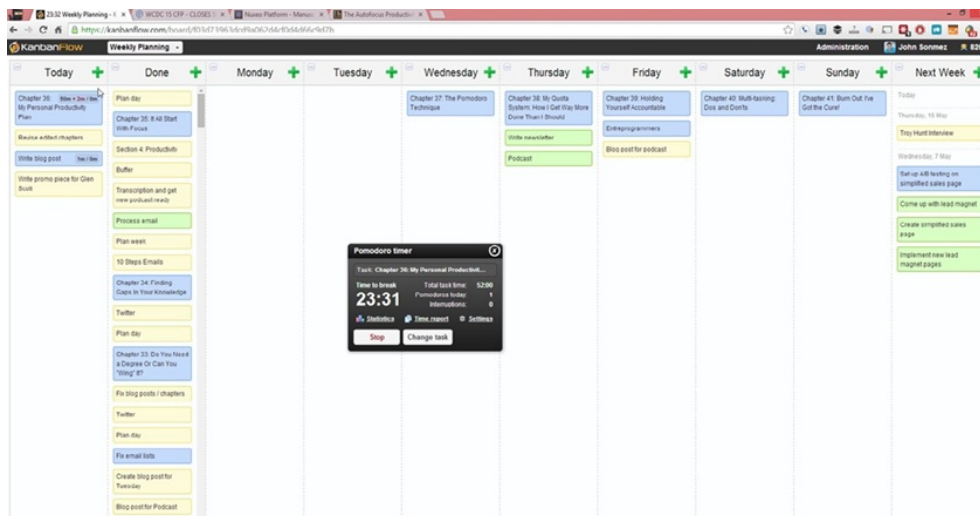 23:32 Weekly Planning - K
WCDC 15 CFP - CLOSES
Nuxeo Platform - Manua
The Autofocus Producti
https://kanbanflow.com/board/
KanbanFlow
Weekly Planning
Administration
John Sonmez
820
Today
Done
Monday
Tuesday
Wednesday
Thursday
Friday
Saturday
Sunday
Next Week
Chapter 36:
My Personal Productivity
Plan
Revise edited chapters
Write blog post
Write promo piece for Glen
Plan day
Chapter 35: It All Start
With Focus
Section 4: Productivity
Buffer
Transcription and get
new podcast ready
Process email
Plan week
10 Steps Emails
Chapter 24: Finding
Gaps In Your Knowledge
Twitter
Plan day
Chapter 33: Do You Need
a Degree Or Can You
"Wing" It?
Fix blog posts / chapters
Twitter
Plan day
Fix email lists
Create blog post for
Tuesday
Blog post for Podcast
Chapter 37: The Pomodoro
Technique
Chapter 38: My Quota
System: How I Get Way More
Done Than I Should
Write newsletter
Podcast
Chapter 39: Holding
Yourself Accountable
Entreprogrammers
Blog post for podcast
Chapter 40: Multi-tasking:
Dos and Don'ts
Chapter 41: Burn Out: I've
Got the Cure!
Today
Troy Hunt Interview
Wednesday, 7 May
Set up A/B testing on
simplified sales page
Come up with lead magnet
Create simplified sales
page
Implement new lead
magnet pages
Pomodoro timer
Task: Chapter 36: My Personal Productivit...
Time to break
23:31
Total task time: 52:00
Pomodoros today: 1
Interruptions: 0
Statistics
Time report
Settings
Stop
Change task